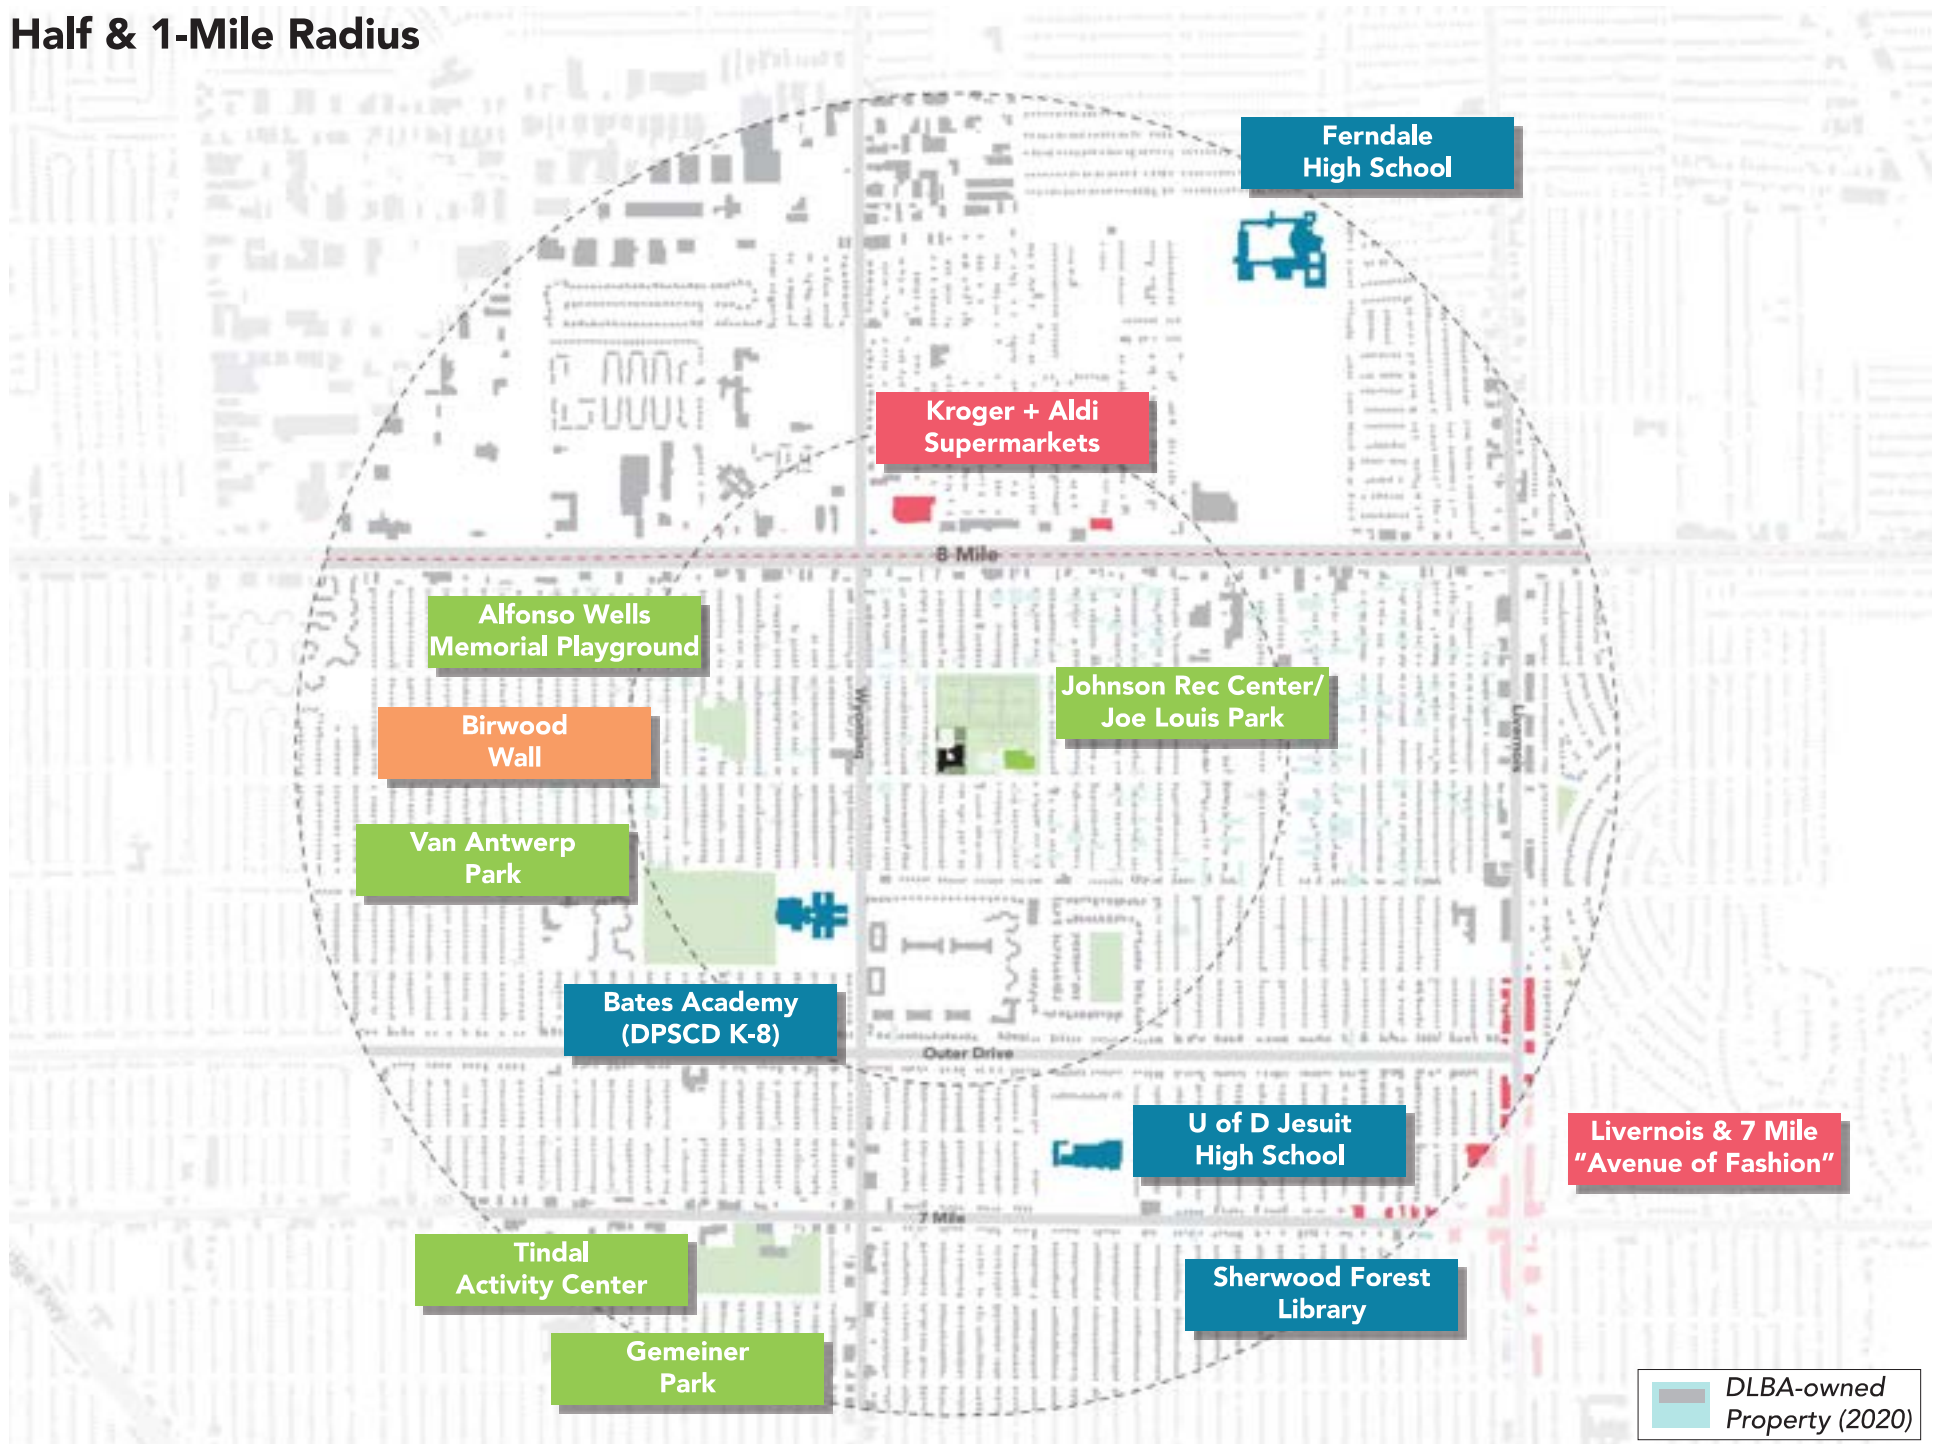 Half & 1-Mile Radius
Ferndale
High School
Kroger + Aldi
Supermarkets
8 Mile
Alfonso Wells
Memorial Playground
Johnson Rec Center/
Joe Louis Park
Birwood
Wall
Wyoming
Livernois
Van Antwerp
Park
Bates Academy
(DPSCD K-8)
Outer Drive
U of D Jesuit
High School
Livernois & 7 Mile
“Avenue of Fashion”
7 Mile
Tindal
Activity Center
Sherwood Forest
Library
Gemeiner
Park
DLBA-owned
Property (2020)